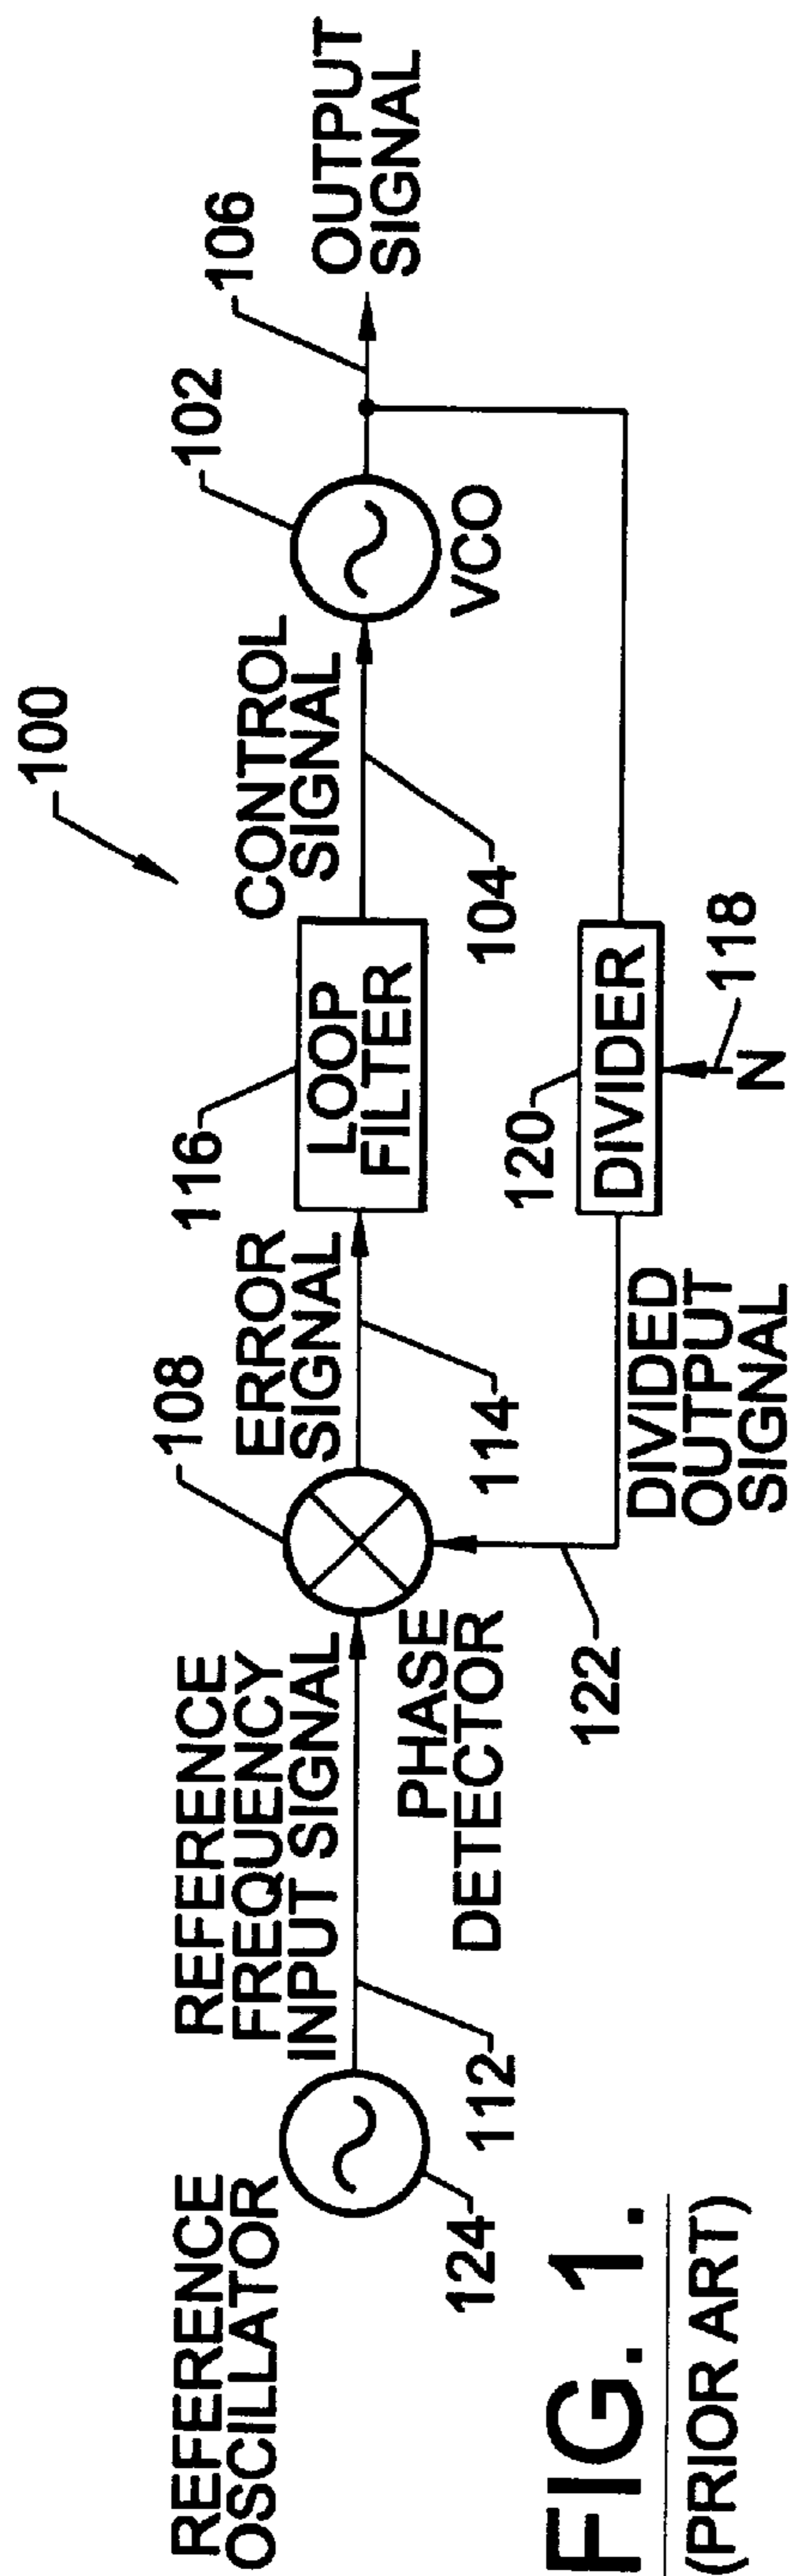 100
REFERENCE
OSCILLATOR
124
REFERENCE
FREQUENCY
INPUT SIGNAL
112
108
PHASE
DETECTOR
ERROR
SIGNAL
114
116
LOOP
FILTER
CONTROL
SIGNAL
104
102
VCO
106
OUTPUT
SIGNAL
122
DIVIDED
OUTPUT
SIGNAL
120
DIVIDER
N
118
FIG. 1.
(PRIOR ART)